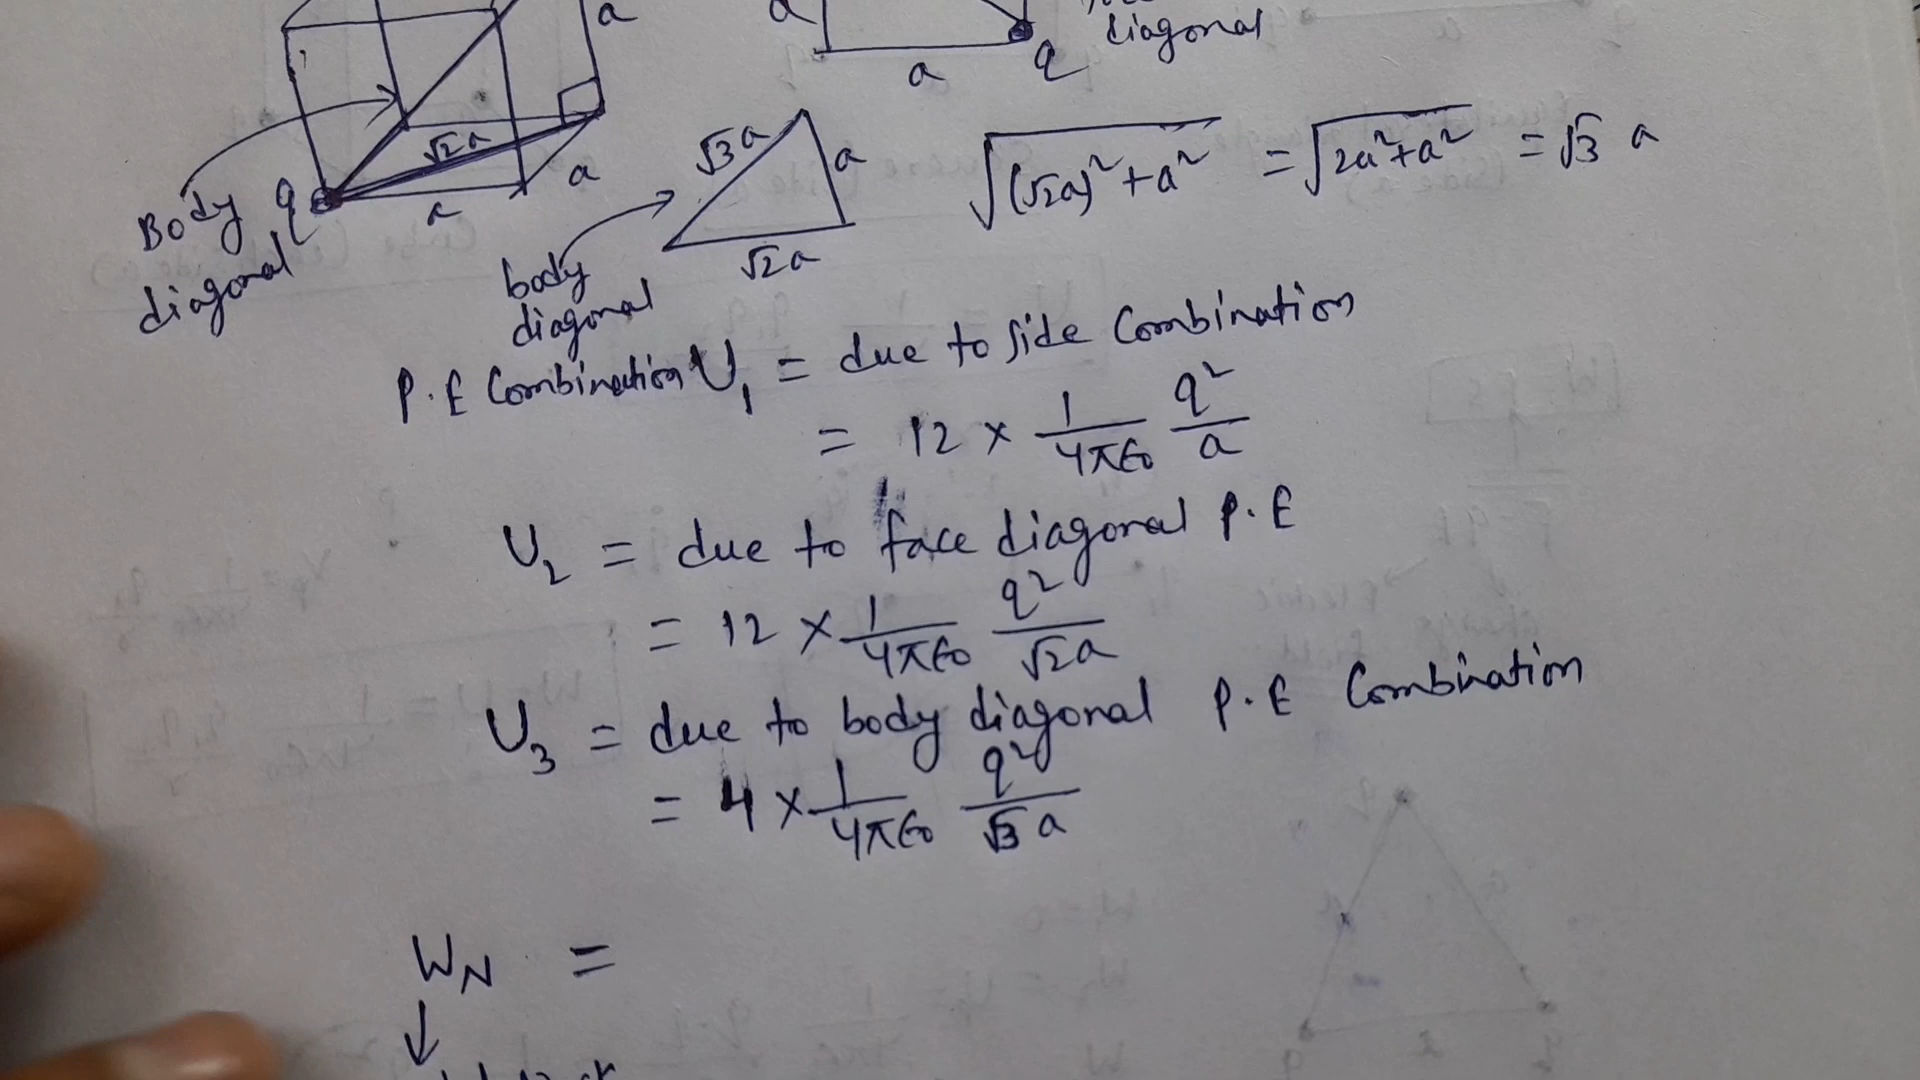 a
diagonal
a
q
√2a
a
a
q
Body
diagonal
√3a
a
√2a
body
diagonal
√((√2a)²+a²) = √(2a²+a²) = √3 a
P.E Combination U₁ = due to side Combination
= 12 × 1/4πε₀ q²/a
U₂ = due to face diagonal P.E
= 12 × 1/4πε₀ q²/√2a
U₃ = due to body diagonal P.E Combination
= 4 × 1/4πε₀ q²/√3 a
W_N =
↓